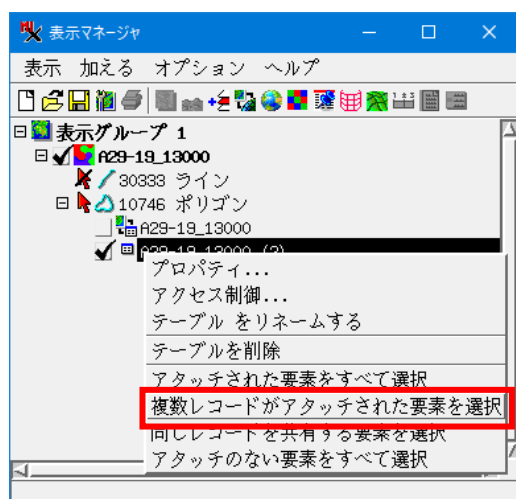 表示マネージャ
表示 加える オプション ヘルプ
表示グループ 1
A29-19_13000
30333 ライン
10746 ポリゴン
A29-19_13000
A29-19_13000 (2)
プロパティ...
アクセス制御...
テーブル をリネームする
テーブルを削除
アタッチされた要素をすべて選択
複数レコードがアタッチされた要素を選択
同じレコードを共有する要素を選択
アタッチのない要素をすべて選択